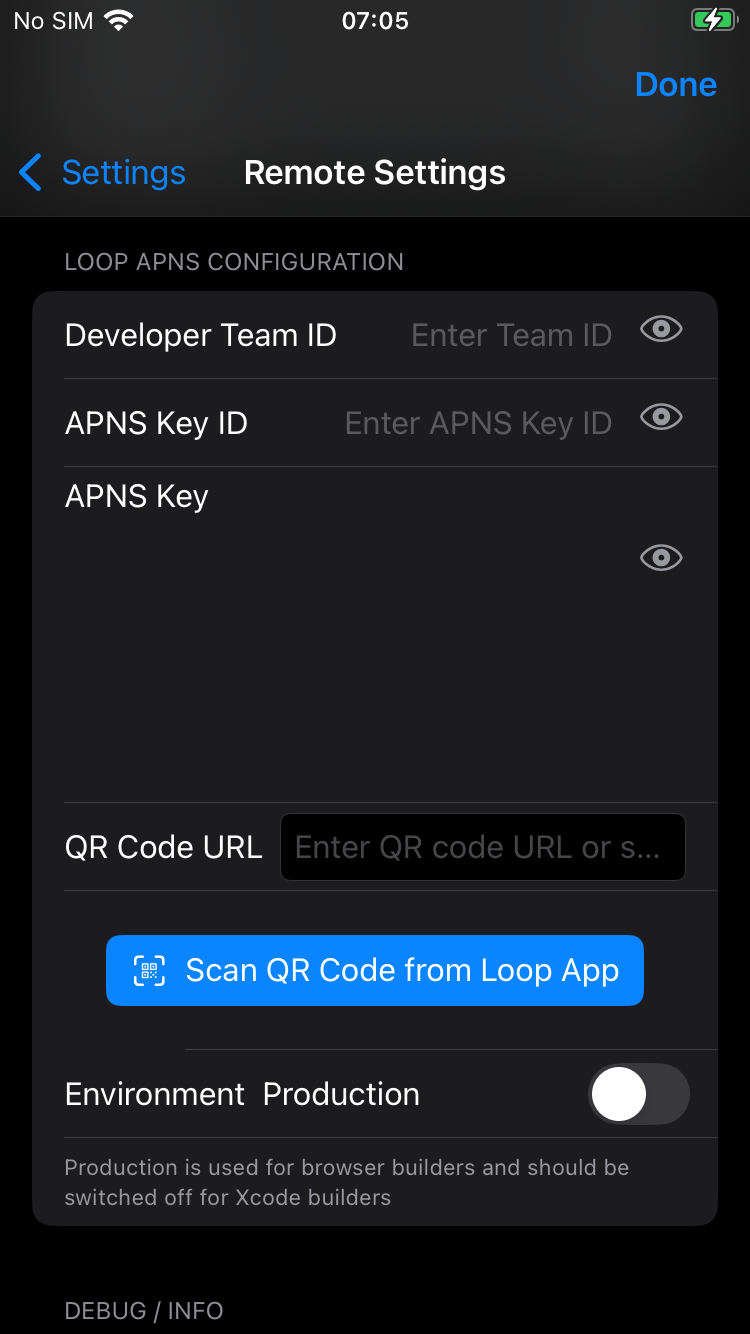 No SIM 07:05
Done
Settings Remote Settings
LOOP APNS CONFIGURATION
Developer Team ID Enter Team ID
APNS Key ID Enter APNS Key ID
APNS Key
QR Code URL Enter QR code URL or s...
Scan QR Code from Loop App
Environment Production
Production is used for browser builders and should be
switched off for Xcode builders
DEBUG / INFO